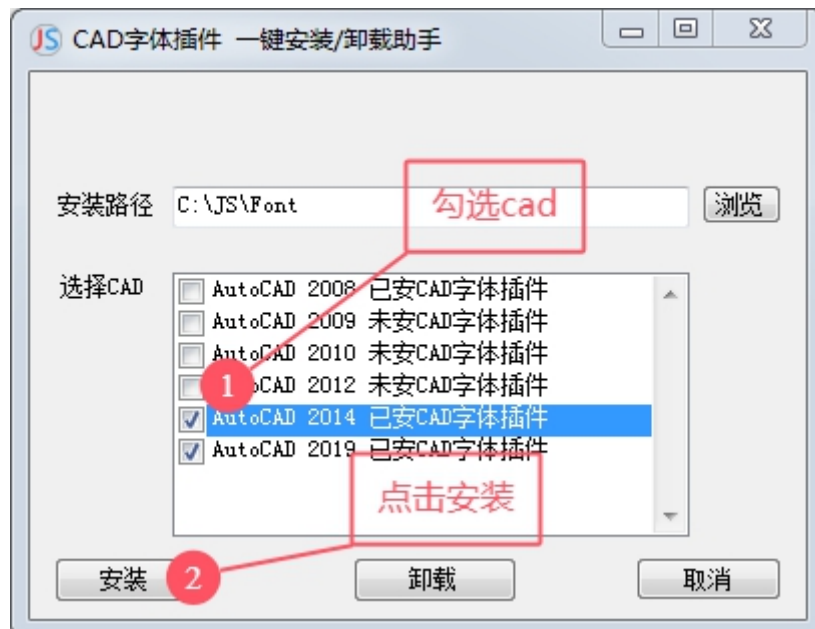 JS CAD字体插件 一键安装/卸载助手
安装路径 C:\JS\Font 浏览
勾选cad
选择CAD
AutoCAD 2008 已安CAD字体插件
AutoCAD 2009 未安CAD字体插件
AutoCAD 2010 未安CAD字体插件
1
CAD 2012 未安CAD字体插件
AutoCAD 2014 已安CAD字体插件
AutoCAD 2019 已安CAD字体插件
点击安装
安装 2 卸载 取消